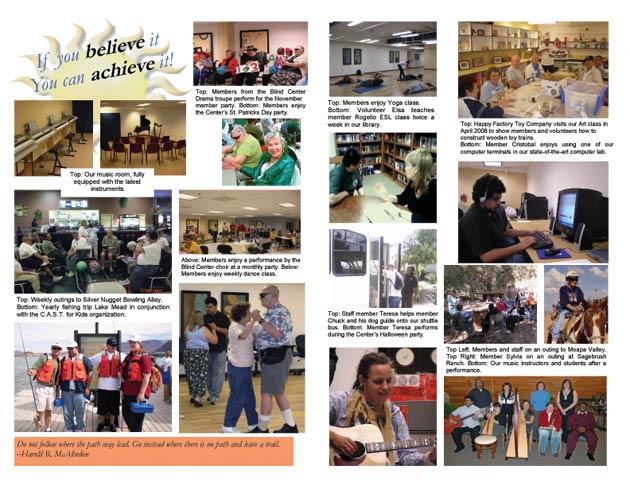 If you believe it
You can achieve it!
Top: Our music room, fully
equipped with the latest
instruments.
Top: Weekly outings to Silver Nugget Bowling Alley.
Bottom: Yearly fishing trip Lake Mead in conjunction
with the C.A.S.T. for Kids organization.
Top: Members from the Blind Center
Drama troupe perform for the November
member party. Bottom: Members enjoy
the Center's St. Patricks Day party.
Above: Members enjoy a performance by the
Blind Center choir at a monthly party. Below:
Members enjoy weekly dance class.
Do not follow where the path may lead. Go instead where there is no path and leave a trail.
--Harold R. McAlindon
Top: Members enjoy Yoga class.
Bottom: Volunteer Elsa teaches
member Rogelio ESL class twice
a week in our library.
Top: Staff member Teresa helps member
Chuck and his dog guide onto our shuttle
bus. Bottom: Member Teresa performs
during the Center's Halloween party.
Top: Happy Factory Toy Company visits our Art class in
April 2008 to show members and volunteers how to
construct wooden toy trains.
Bottom: Member Cristobal enjoys using one of our
computer terminals in our state-of-the-art computer lab.
Top Left: Members and staff on an outing to Moapa Valley.
Top Right: Member Sylvia on an outing at Sagebrush
Ranch. Bottom: Our music instructors and students after a
performance.